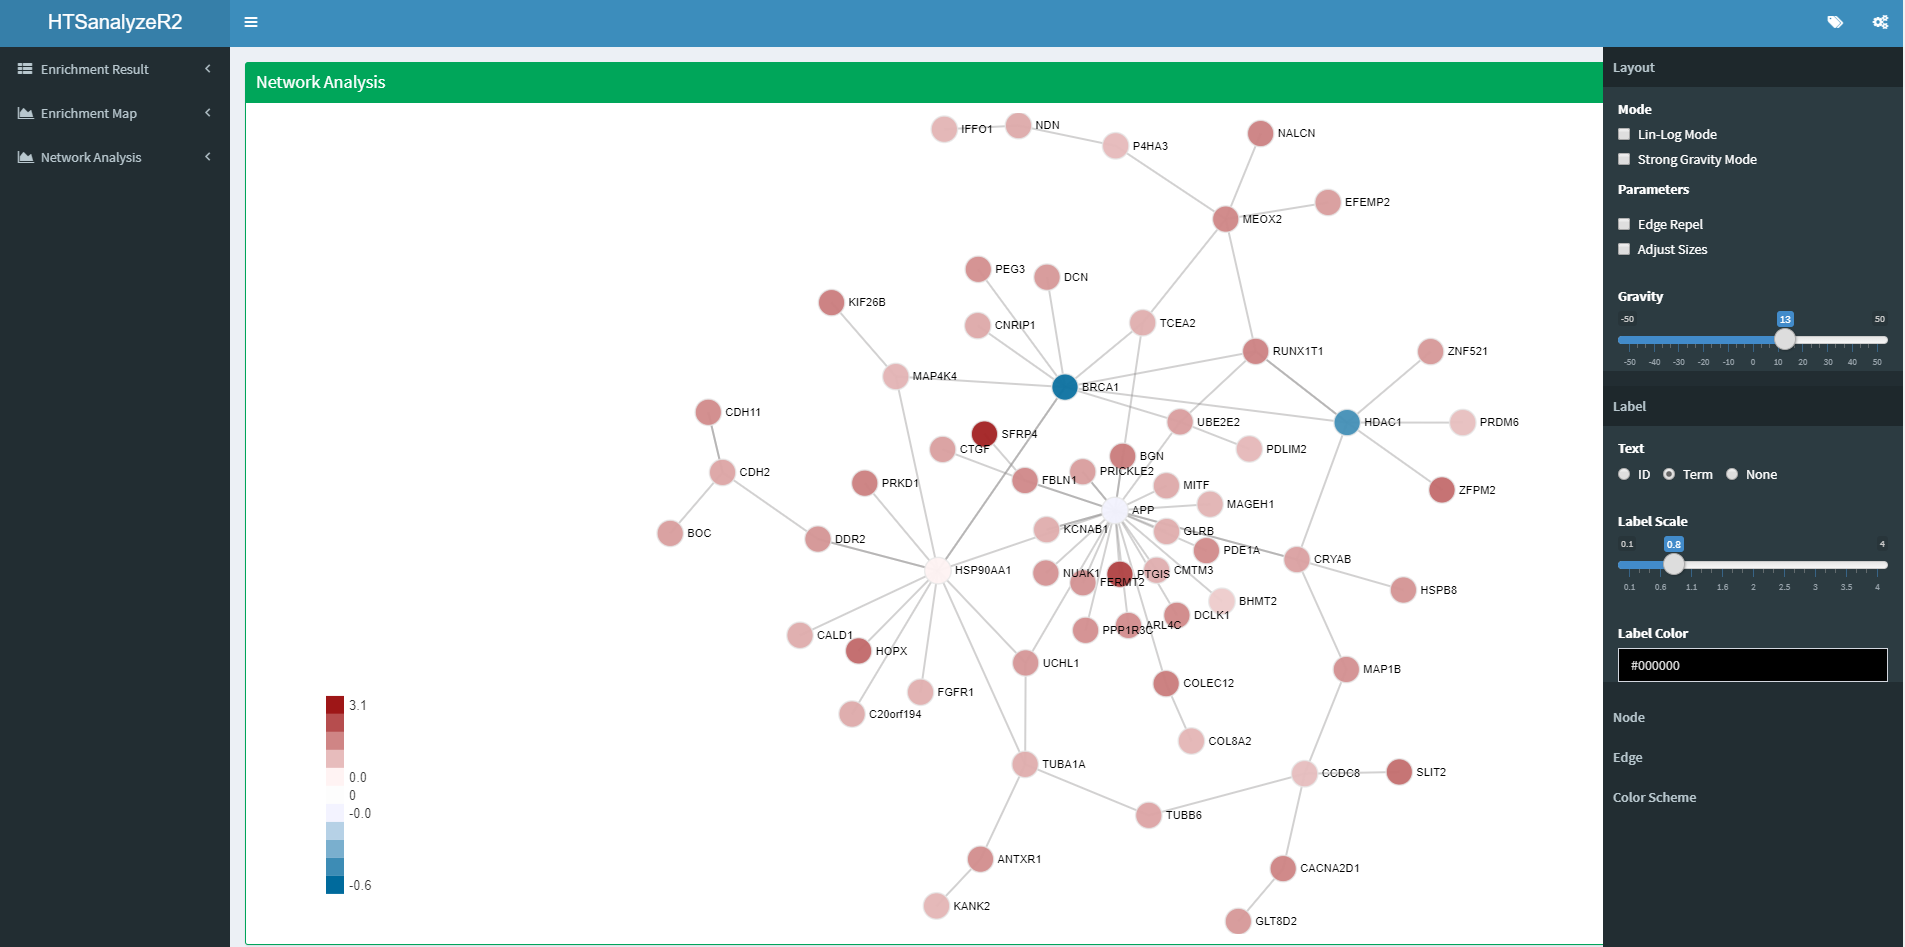 HTSanalyzeR2
Enrichment Result
Enrichment Map
Network Analysis
Network Analysis
IFFO1
NDN
P4HA3
NALCN
EFEMP2
MEOX2
PEG3
DCN
KIF26B
CNRIP1
TCEA2
RUNX1T1
ZNF521
MAP4K4
BRCA1
CDH11
UBE2E2
HDAC1
PRDM6
SFRP4
CTGF
PDLIM2
BGN
CDH2
PRICKLE2
FBLN1
PRKD1
MITF
ZFPM2
MAGEH1
APP
KCNAB1
GLRB
BOC
DDR2
PDE1A
CRYAB
HSP90AA1
NUAK1
PTGIS
CMTM3
FERMT2
HSPB8
BHMT2
DCLK1
ARL4C
PPP1R3C
CALD1
HOPX
UCHL1
MAP1B
COLEC12
FGFR1
C20orf194
COL8A2
TUBA1A
CCDC8
SLIT2
TUBB6
ANTXR1
CACNA2D1
KANK2
GLT8D2
3.1
0.0
0
-0.0
-0.6
Layout
Mode
Lin-Log Mode
Strong Gravity Mode
Parameters
Edge Repel
Adjust Sizes
Gravity
-50 13 50
-50 -40 -30 -20 -10 0 10 20 30 40 50
Label
Text
ID Term None
Label Scale
0.1 0.8 4
0.1 0.6 1.1 1.6 2 2.5 3 3.5 4
Label Color
#000000
Node
Edge
Color Scheme